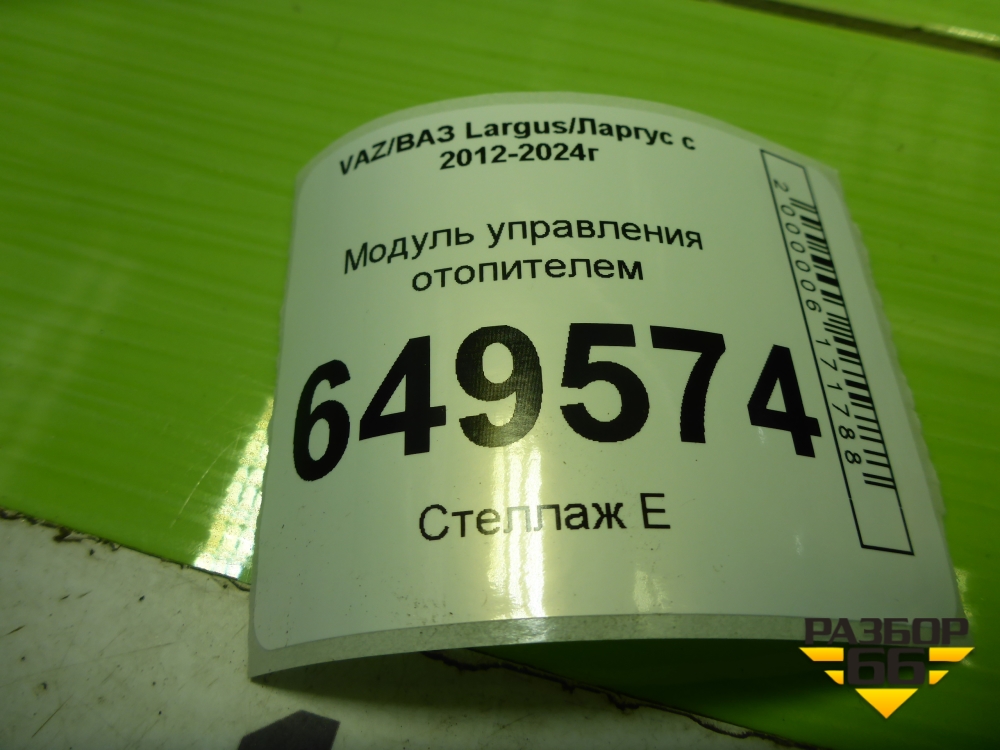 VAZ/ВАЗ Largus/Ларгус с
2012-2024г
Модуль управления
отопителем
649574
Стеллаж Е
2000006171788
РАЗБОР
66